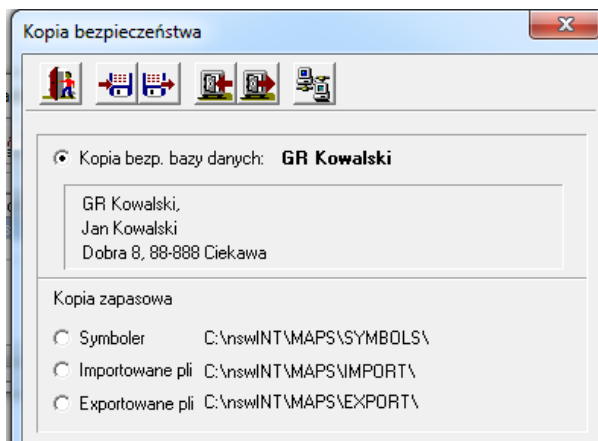 Kopia bezpieczeństwa
Kopia bezp. bazy danych: GR Kowalski
GR Kowalski,
Jan Kowalski
Dobra 8, 88-888 Ciekawa
Kopia zapasowa
Symboler C:\nswINT\MAPS\SYMBOLS\
Importowane pli C:\nswINT\MAPS\IMPORT\
Exportowane pli C:\nswINT\MAPS\EXPORT\